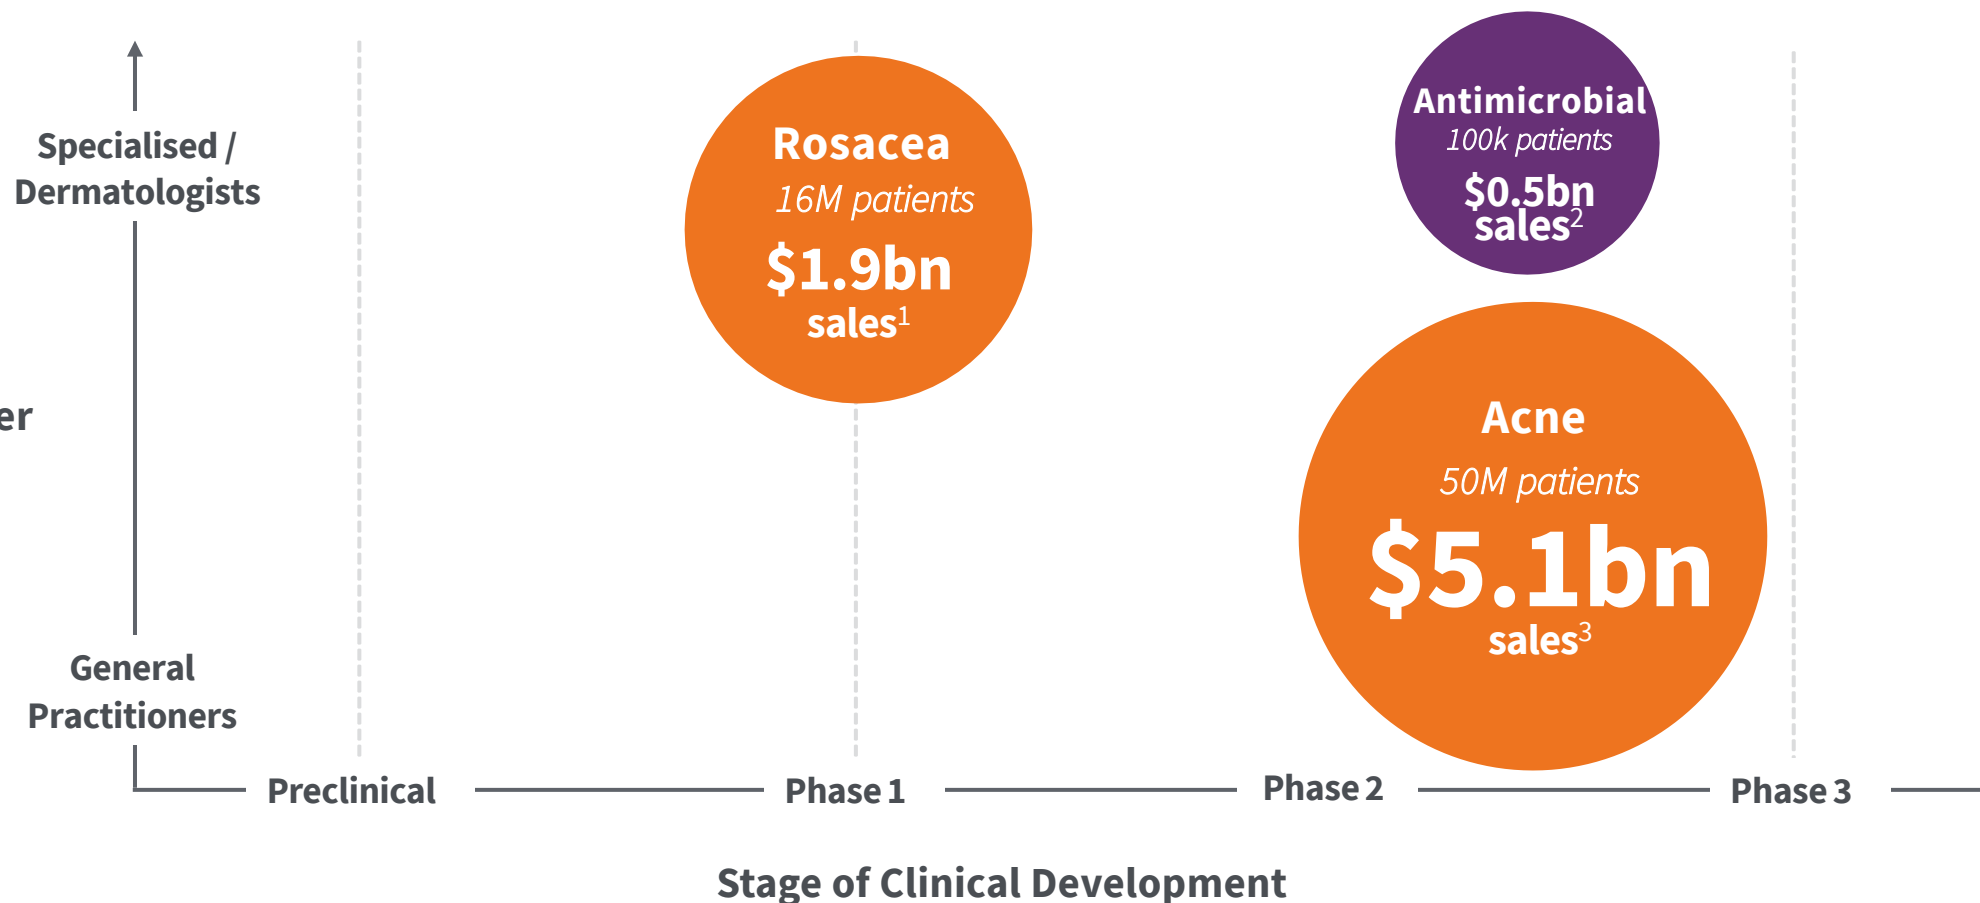 Specialised /
Dermatologists
General
Practitioners
Rosacea
16M patients
$1.9bn
sales1
Antimicrobial
100k patients
$0.5bn
sales2
Acne
50M patients
$5.1bn
sales3
Preclinical
Phase 1
Phase 2
Phase 3
Stage of Clinical Development